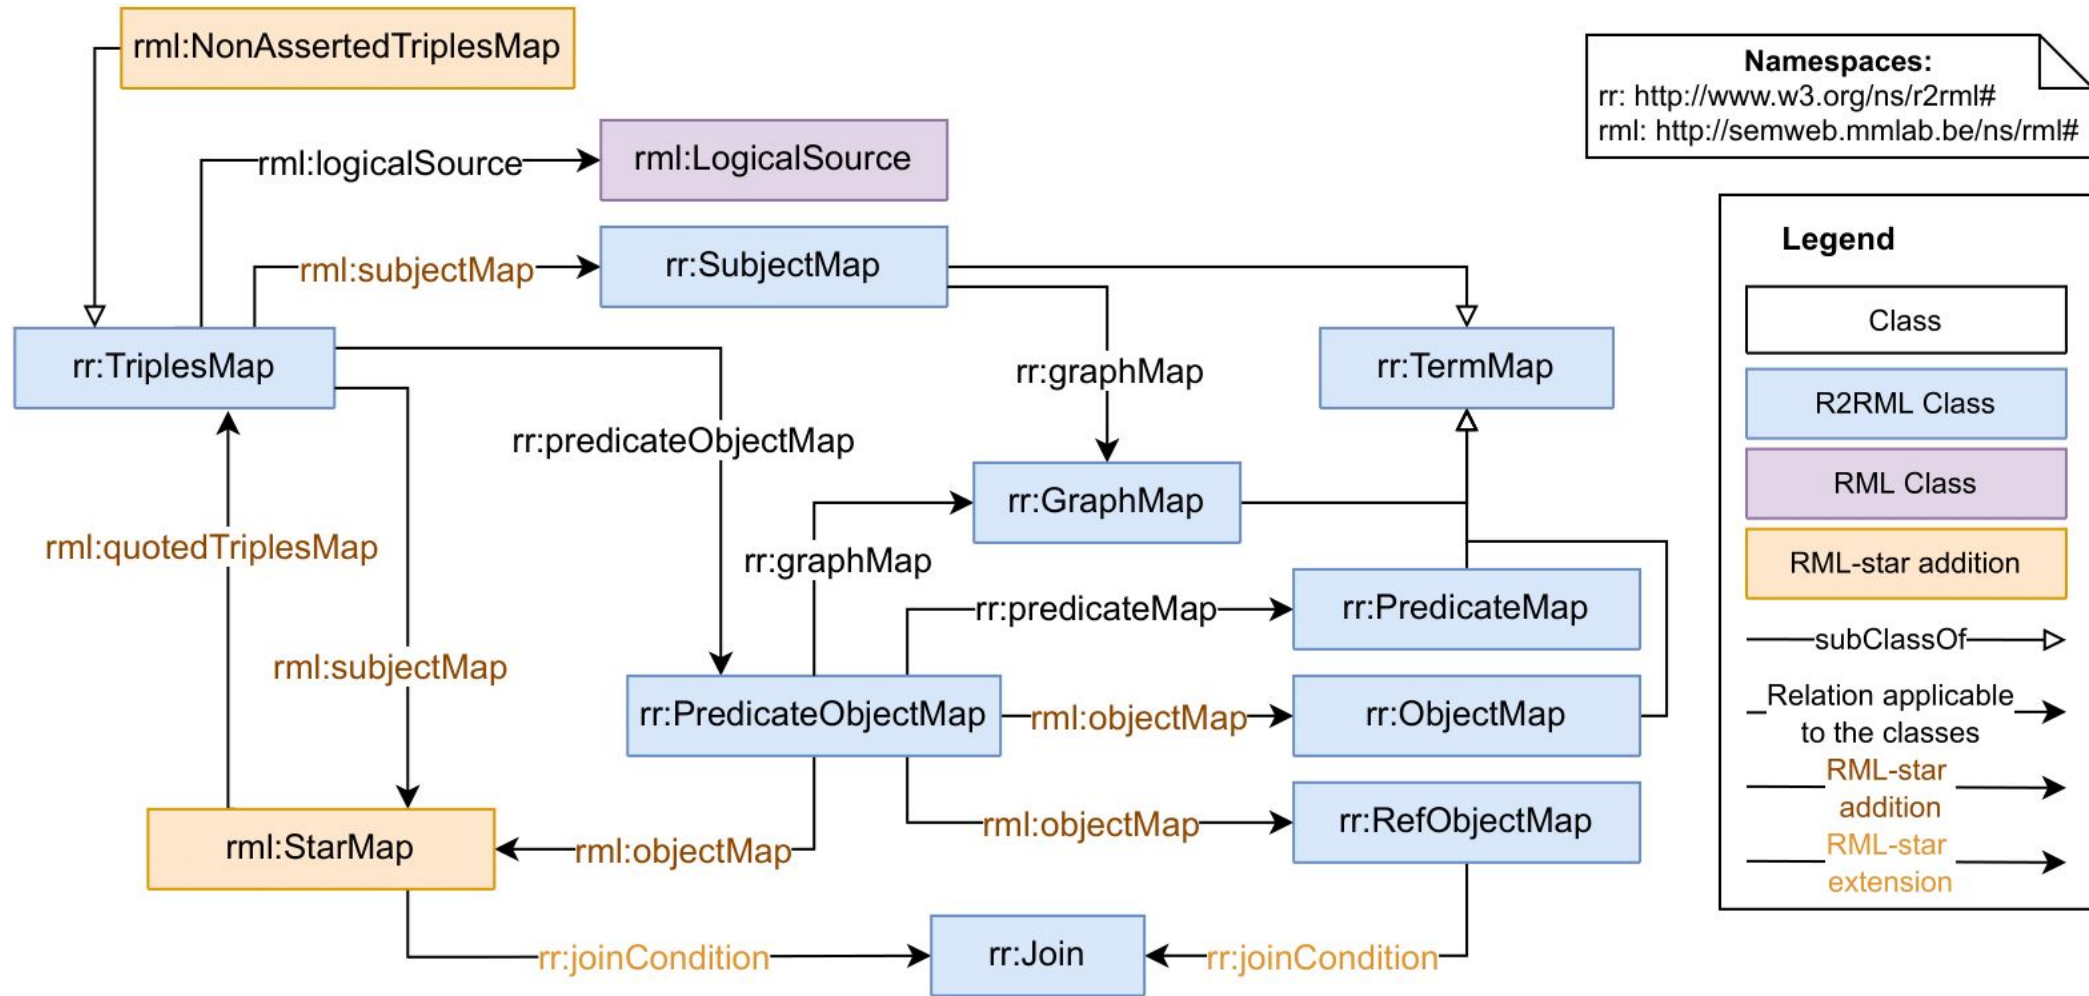 rml:NonAssertedTriplesMap
Namespaces:
rr: http://www.w3.org/ns/r2rml#
rml: http://semweb.mmlab.be/ns/rml#
rml:logicalSource
rml:LogicalSource
rml:subjectMap
rr:SubjectMap
rr:TriplesMap
rr:graphMap
rr:TermMap
rr:predicateObjectMap
rr:GraphMap
rml:quotedTriplesMap
rr:graphMap
rr:predicateMap
rr:PredicateMap
rml:subjectMap
rr:PredicateObjectMap
rml:objectMap
rr:ObjectMap
rml:objectMap
rr:RefObjectMap
rml:StarMap
rml:objectMap
rr:joinCondition
rr:Join
rr:joinCondition
Legend
Class
R2RML Class
RML Class
RML-star addition
subClassOf
Relation applicable
to the classes
RML-star
addition
RML-star
extension